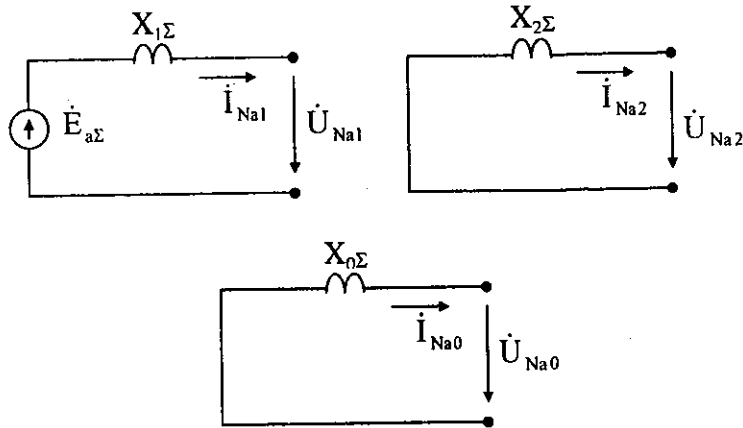 X₁Σ
İNa1
ĖaΣ
U̇Na1
X₂Σ
İNa2
U̇Na2
X₀Σ
İNa0
U̇Na0